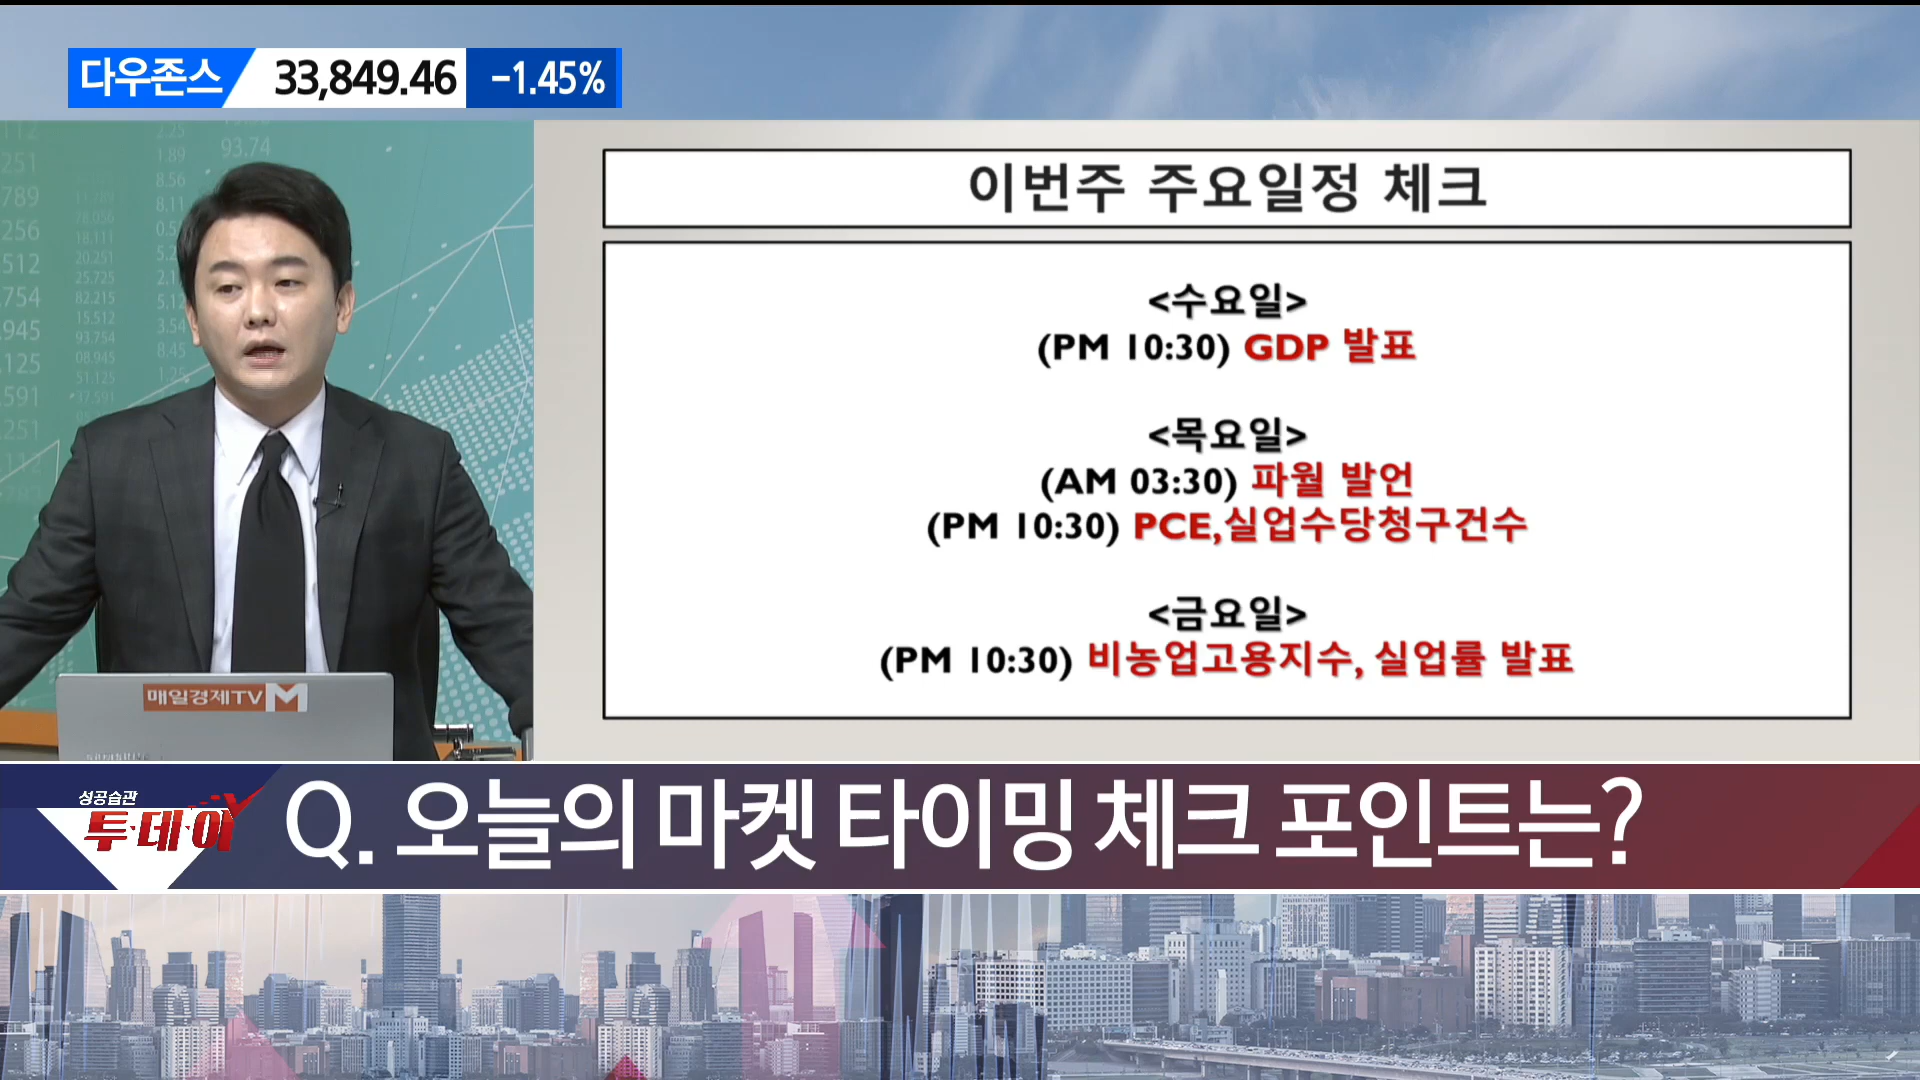 다우존스 33,849.46 -1.45%
93.74
이번주 주요일정 체크
<수요일>
(PM 10:30) GDP 발표
<목요일>
(AM 03:30) 파월 발언
(PM 10:30) PCE,실업수당청구건수
<금요일>
(PM 10:30) 비농업고용지수, 실업률 발표
매일경제TV M
성공습관
투·데·이
Q. 오늘의 마켓 타이밍 체크 포인트는?